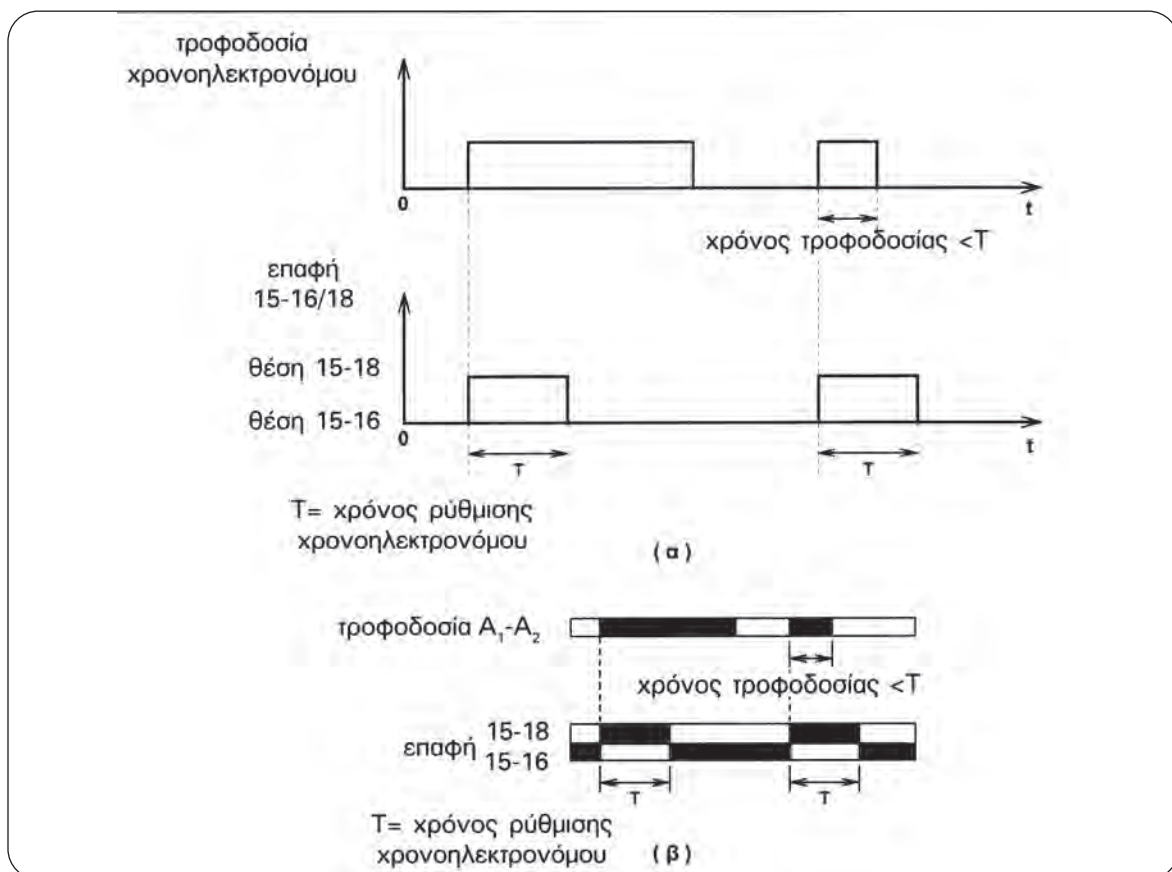 τροφοδοσία
χρονοηλεκτρονόμου
0
t
χρόνος τροφοδοσίας <T
επαφή
15-16/18
θέση 15-18
θέση 15-16
0
t
T
T
T= χρόνος ρύθμισης
χρονοηλεκτρονόμου
(α)
τροφοδοσία A₁-A₂
χρόνος τροφοδοσίας <T
επαφή 15-18
15-16
T
T
T= χρόνος ρύθμισης
χρονοηλεκτρονόμου (β)